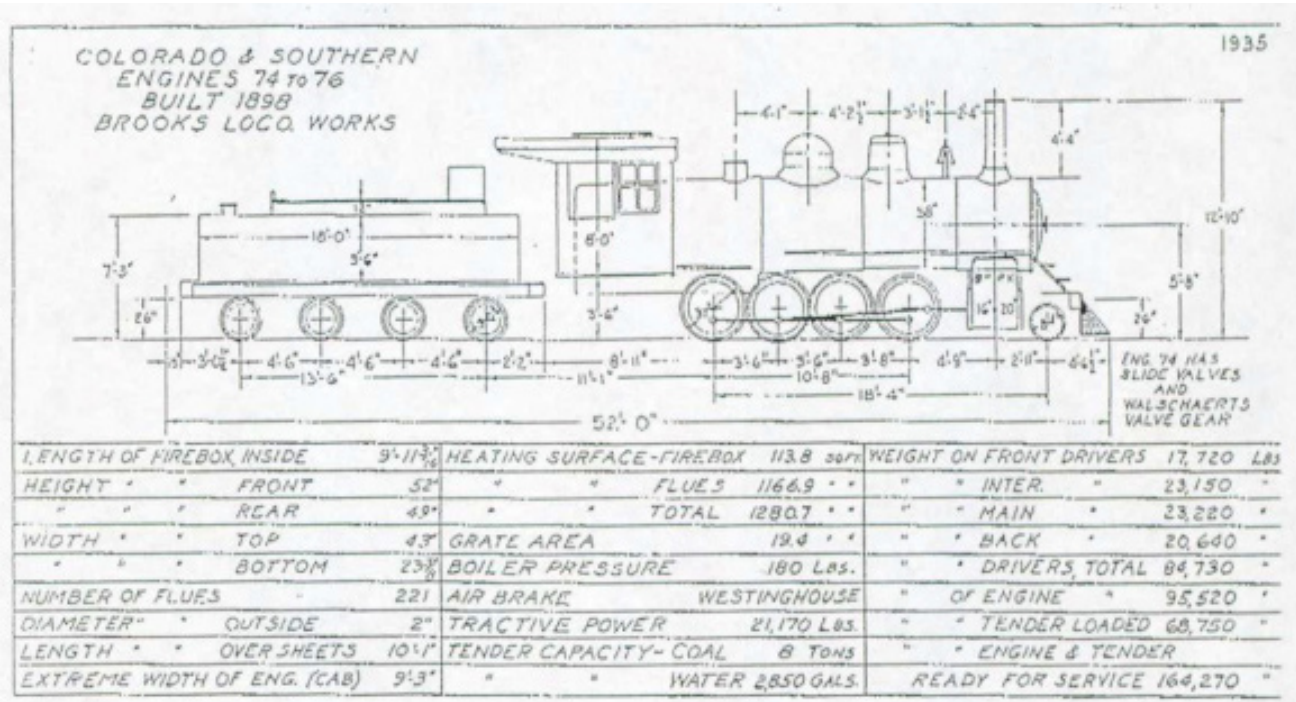 1935
COLORADO & SOUTHERN
ENGINES 74 TO 76
BUILT 1898
BROOKS LOCO. WORKS
4'-1" 4'-2½" 3'-1½" 2'-4"
4'-4"
12'-10"
38"
18'-0"
3'-6"
6'-0"
7'-3"
5'-8"
26"
3'-6"
16" 20"
26"
4'-6" 4'-6" 4'-6" 2'-2" 8'-11" 3'-6" 3'-6" 3'-8" 4'-9" 2'-11"
13'-6" 11'-1" 10'-8"
18'-4"
52'-0"
ENG. 74 HAS
SLIDE VALVES
AND
WALSCHAERTS
VALVE GEAR
LENGTH OF FIREBOX, INSIDE 9'-11 3/16" HEATING SURFACE-FIREBOX 113.8 SQ.FT. WEIGHT ON FRONT DRIVERS 17,720 LBS
HEIGHT " " FRONT 52" " " FLUES 1166.9 " " " " INTER. " 23,150 "
" " " REAR 49" " " TOTAL 1280.7 " " " " MAIN " 23,220 "
WIDTH " " TOP 43" GRATE AREA 19.4 " " " " BACK " 20,640 "
" " " BOTTOM BOILER PRESSURE 180 LBS. " " DRIVERS, TOTAL 84,730 "
NUMBER OF FLUES 221 AIR BRAKE WESTINGHOUSE " OF ENGINE " 95,520 "
DIAMETER " " OUTSIDE 2" TRACTIVE POWER 21,170 LBS. " " TENDER LOADED 68,750 "
LENGTH " " OVER SHEETS 10'-1" TENDER CAPACITY-COAL 8 TONS " " ENGINE & TENDER
EXTREME WIDTH OF ENG. (CAB) 9'-3" " " WATER 2,850 GALS. READY FOR SERVICE 164,270 "